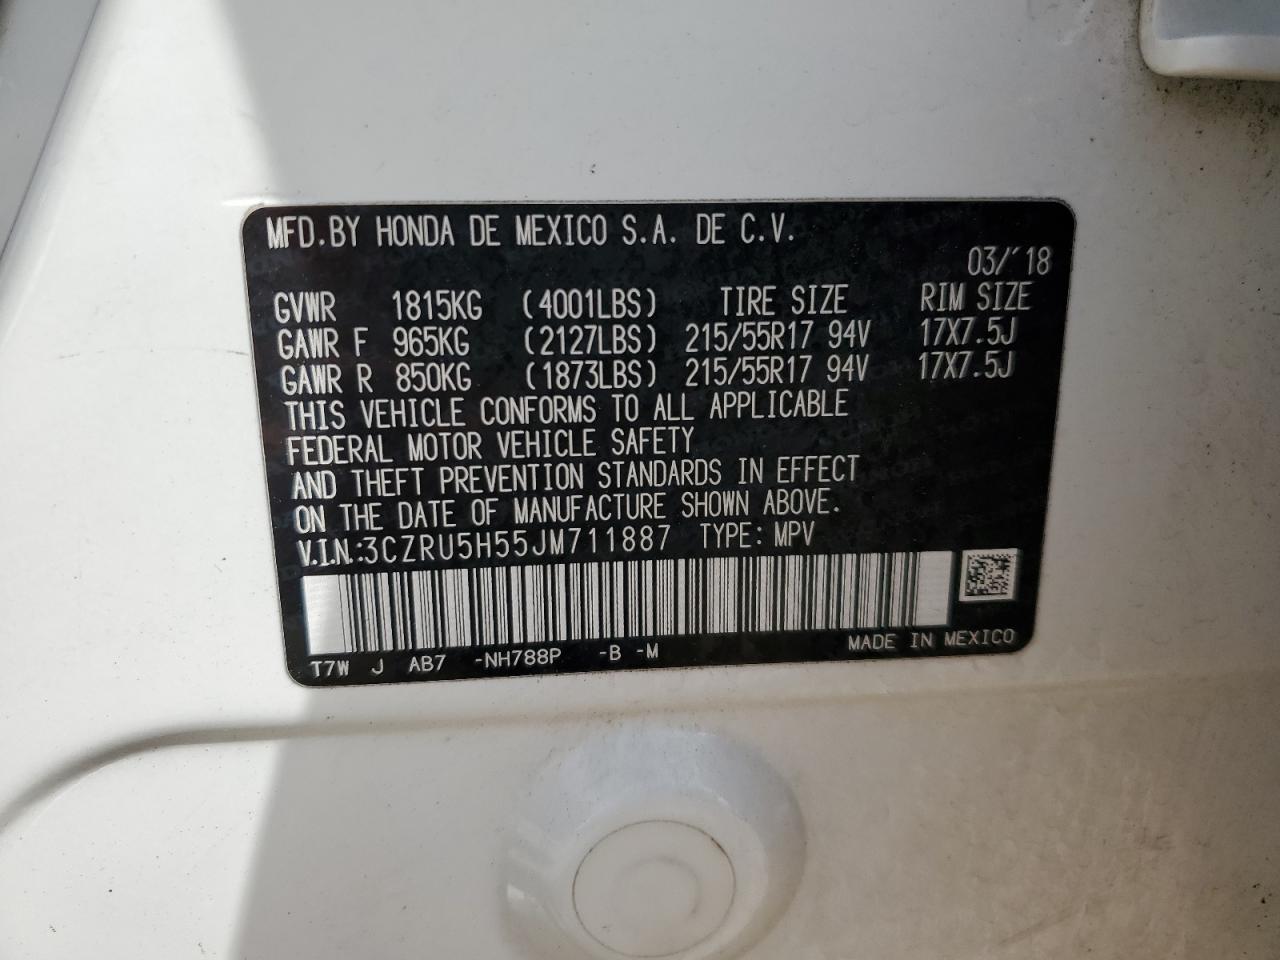 MFD.BY HONDA DE MEXICO S.A. DE C.V.
03/´18
GVWR 1815KG (4001LBS) TIRE SIZE RIM SIZE
GAWR F 965KG (2127LBS) 215/55R17 94V 17X7.5J
GAWR R 850KG (1873LBS) 215/55R17 94V 17X7.5J
THIS VEHICLE CONFORMS TO ALL APPLICABLE
FEDERAL MOTOR VEHICLE SAFETY
AND THEFT PREVENTION STANDARDS IN EFFECT
ON THE DATE OF MANUFACTURE SHOWN ABOVE.
V.I.N.:3CZRU5H55JM711887 TYPE: MPV
T7W J AB7 -NH788P -B -M MADE IN MEXICO